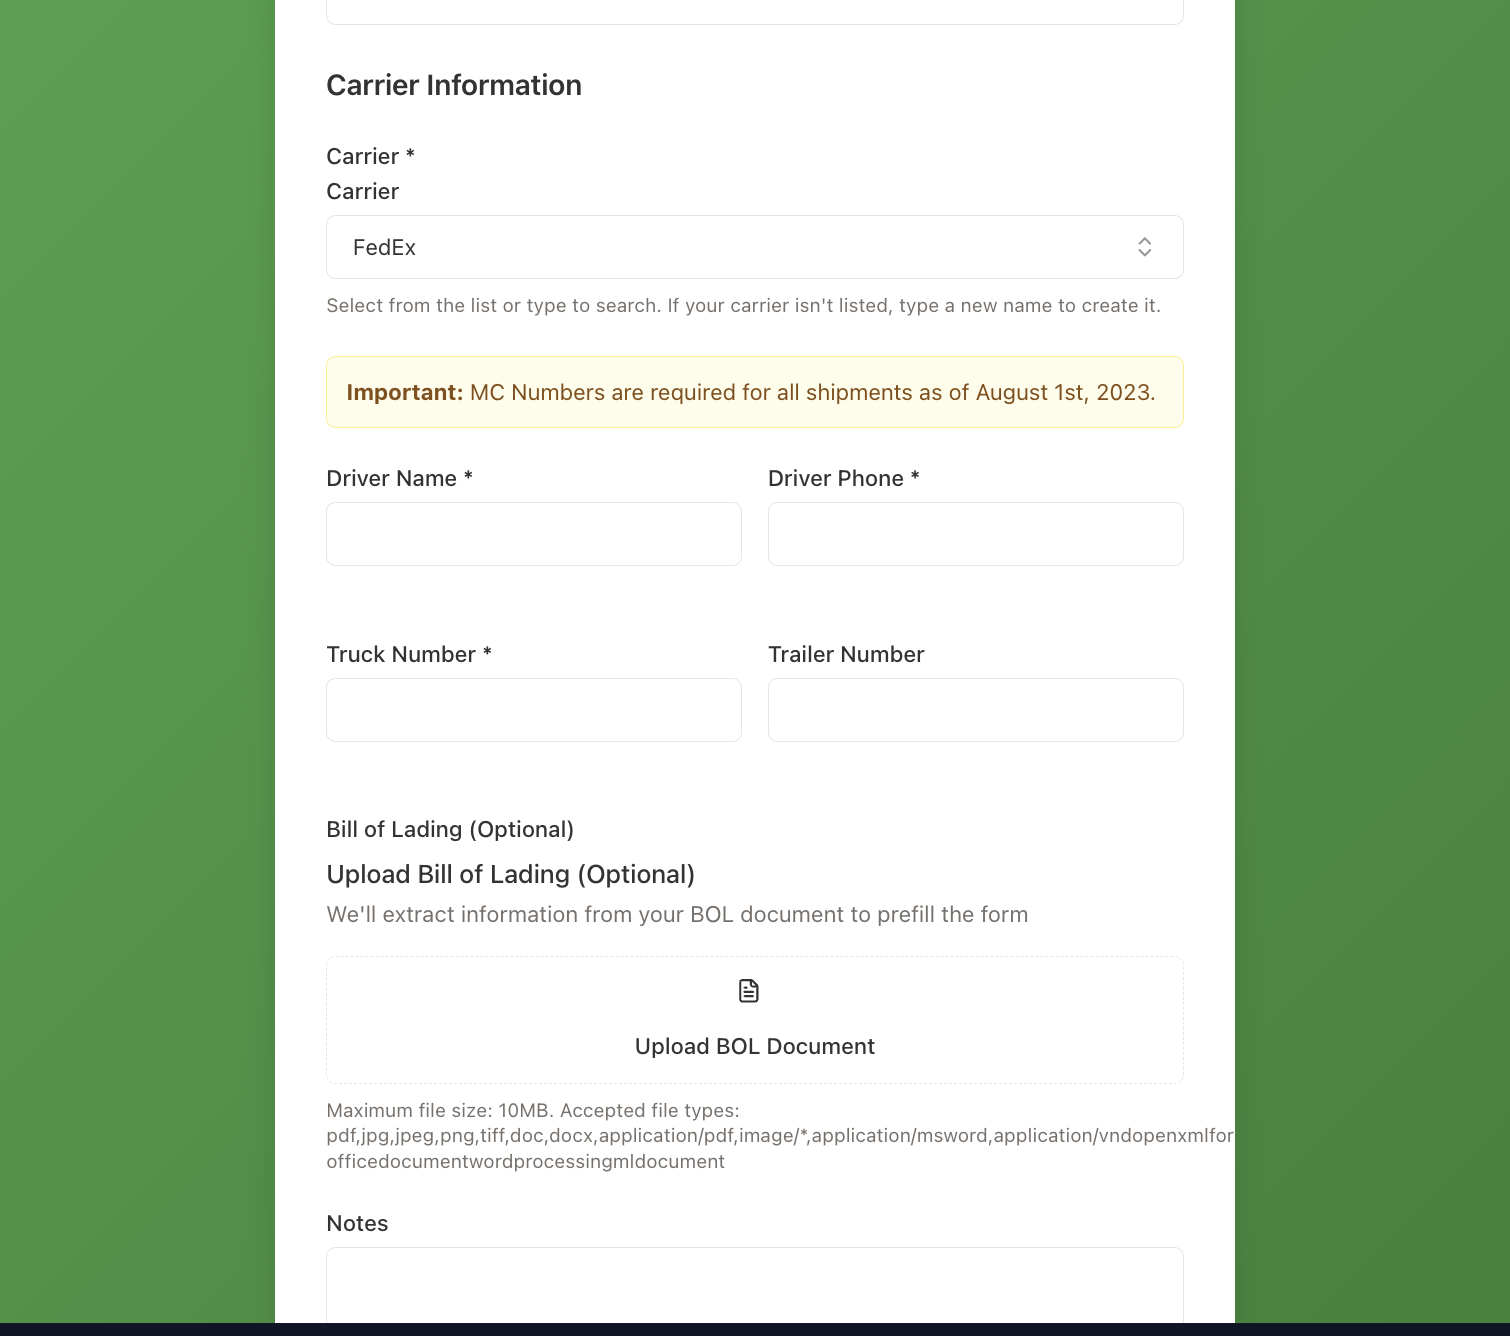 Carrier Information
Carrier *
Carrier
FedEx
Select from the list or type to search. If your carrier isn't listed, type a new name to create it.
Important: MC Numbers are required for all shipments as of August 1st, 2023.
Driver Name *
Driver Phone *
Truck Number *
Trailer Number
Bill of Lading (Optional)
Upload Bill of Lading (Optional)
We'll extract information from your BOL document to prefill the form
Upload BOL Document
Maximum file size: 10MB. Accepted file types:
pdf,jpg,jpeg,png,tiff,doc,docx,application/pdf,image/*,application/msword,application/vndopenxmlfor
officedocumentwordprocessingmldocument
Notes